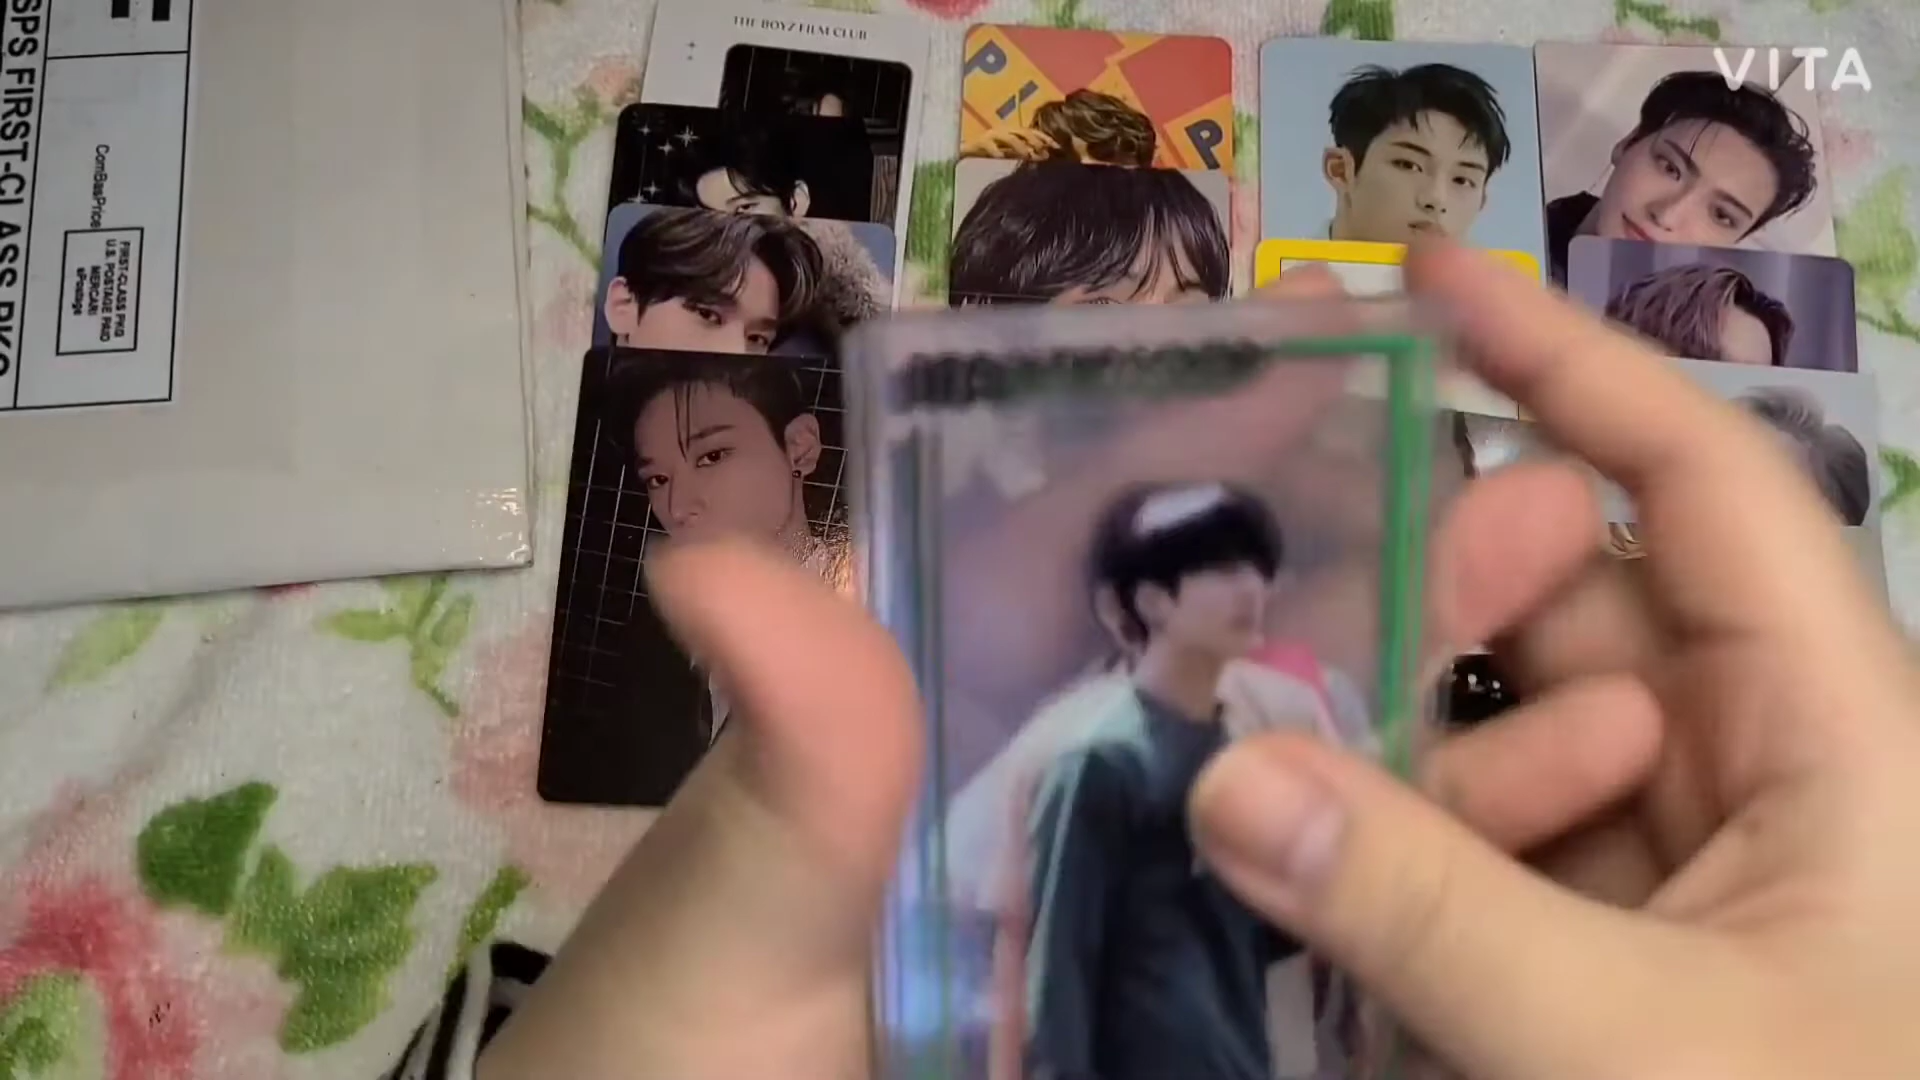 SPS FIRST-CLASS PKG
ComBasPrice
FIRST-CLASS PKG
U.S. POSTAGE PAID
MERCARI
ePostage
THE BOYZ FILM CLUB
P
P
VITA